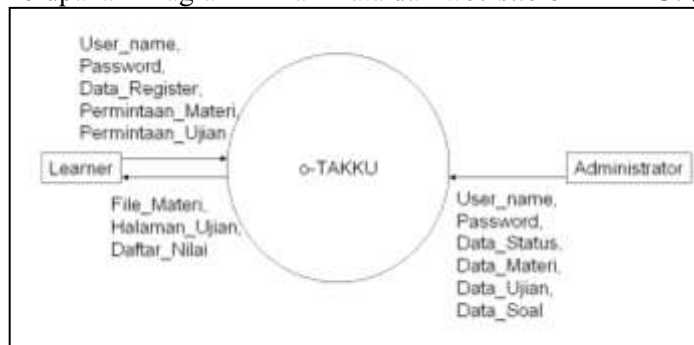 User_name,
Password,
Data_Register,
Permintaan_Materi,
Permintaan_Ujian
Learner
o-TAKKU
Administrator
File_Materi,
Halaman_Ujian,
Daftar_Nilai
User_name,
Password,
Data_Status,
Data_Materi,
Data_Ujian,
Data_Soal